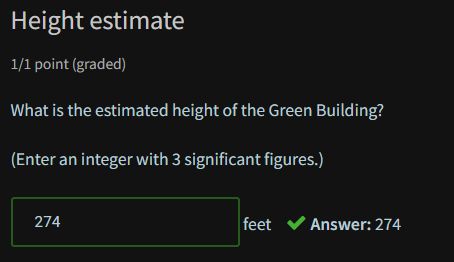 Height estimate
1/1 point (graded)
What is the estimated height of the Green Building?
(Enter an integer with 3 significant figures.)
274 feet ✔ Answer: 274